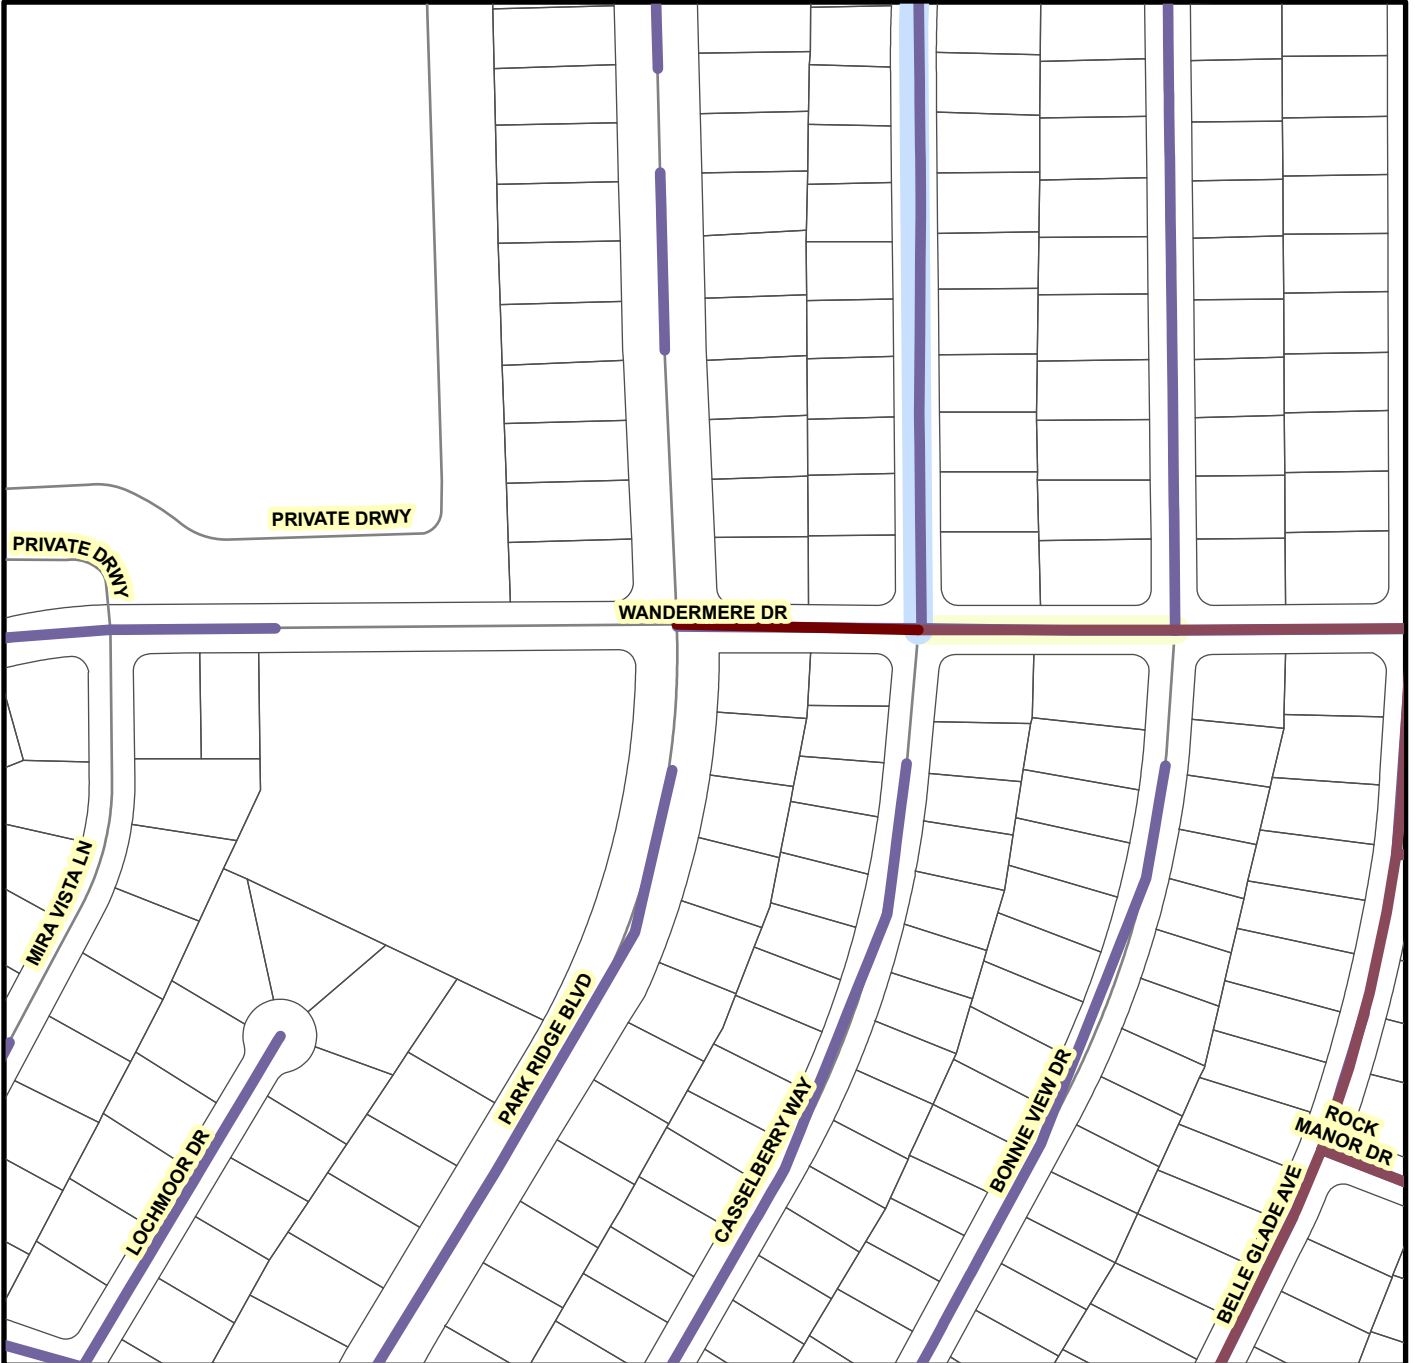 PRIVATE DRWY
PRIVATE DRWY
WANDERMERE DR
MIRA VISTA LN
PARK RIDGE BLVD
LOCHMOOR DR
CASSELBERRY WAY
BONNIE VIEW DR
ROCK
MANOR DR
BELLE GLADE AVE